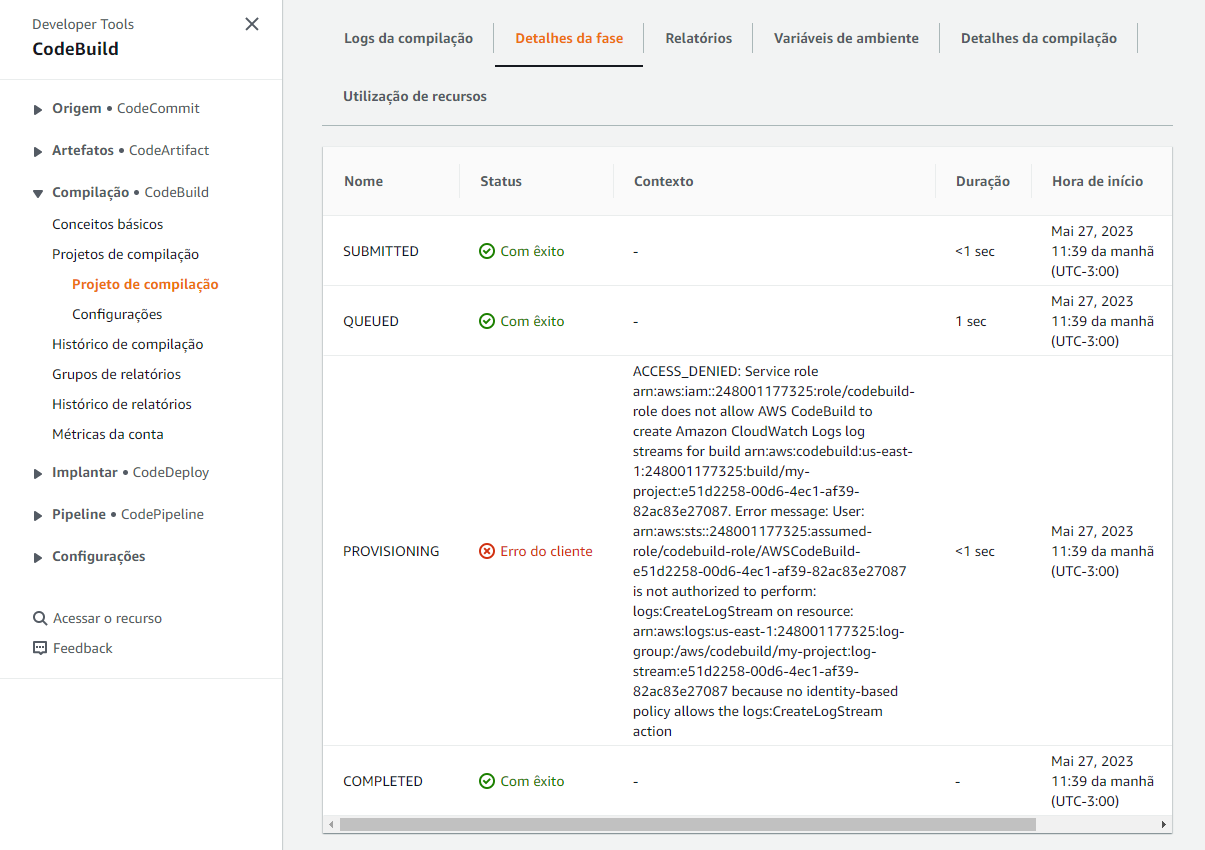 Developer Tools
CodeBuild
Origem • CodeCommit
Artefatos • CodeArtifact
Compilação • CodeBuild
Conceitos básicos
Projetos de compilação
Projeto de compilação
Configurações
Histórico de compilação
Grupos de relatórios
Histórico de relatórios
Métricas da conta
Implantar • CodeDeploy
Pipeline • CodePipeline
Configurações
Acessar o recurso
Feedback
Logs da compilação
Detalhes da fase
Relatórios
Variáveis de ambiente
Detalhes da compilação
Utilização de recursos
Nome Status Contexto Duração Hora de início
SUBMITTED Com êxito - <1 sec
Mai 27, 2023
11:39 da manhã
(UTC-3:00)
QUEUED Com êxito - 1 sec
Mai 27, 2023
11:39 da manhã
(UTC-3:00)
PROVISIONING Erro do cliente
ACCESS_DENIED: Service role
arn:aws:iam::248001177325:role/codebuild-
role does not allow AWS CodeBuild to
create Amazon CloudWatch Logs log
streams for build arn:aws:codebuild:us-east-
1:248001177325:build/my-
project:e51d2258-00d6-4ec1-af39-
82ac83e27087. Error message: User:
arn:aws:sts::248001177325:assumed-
role/codebuild-role/AWSCodeBuild-
e51d2258-00d6-4ec1-af39-82ac83e27087
is not authorized to perform:
logs:CreateLogStream on resource:
arn:aws:logs:us-east-1:248001177325:log-
group:/aws/codebuild/my-project:log-
stream:e51d2258-00d6-4ec1-af39-
82ac83e27087 because no identity-based
policy allows the logs:CreateLogStream
action
<1 sec
Mai 27, 2023
11:39 da manhã
(UTC-3:00)
COMPLETED Com êxito - -
Mai 27, 2023
11:39 da manhã
(UTC-3:00)